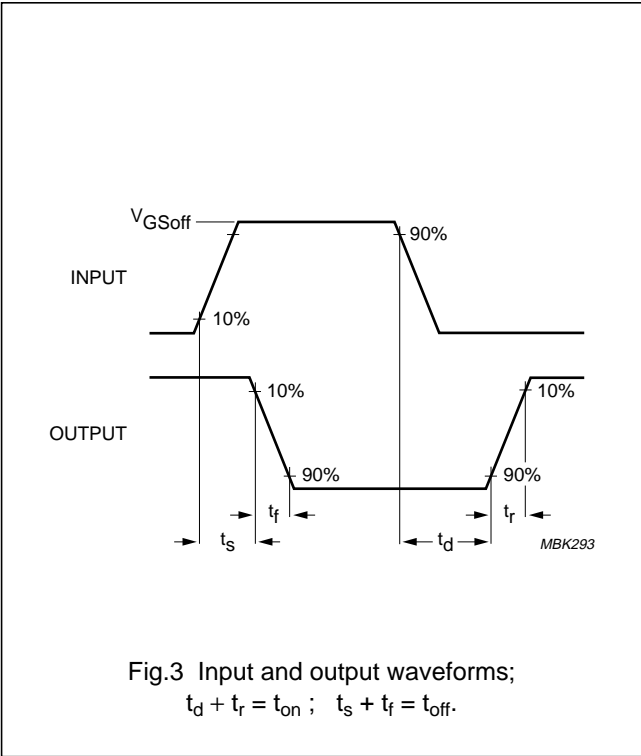 VGSoff
90%
INPUT
10%
10%
10%
OUTPUT
90%
90%
tf
tr
ts
td
MBK293
Fig.3 Input and output waveforms;
td + tr = ton ; ts + tf = toff.